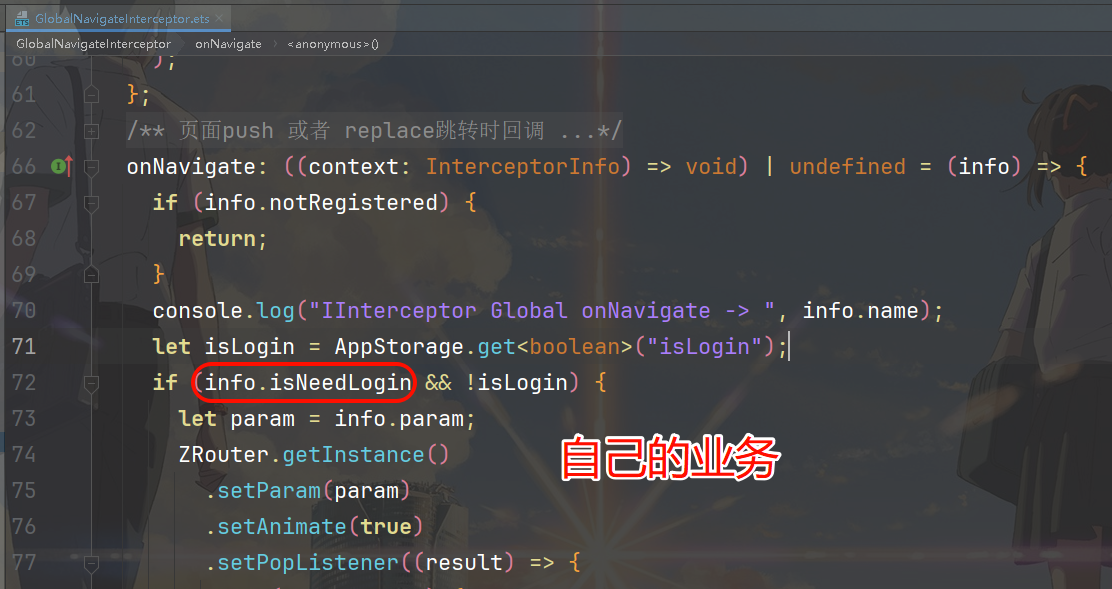 GlobalNavigateInterceptor.ets
GlobalNavigateInterceptor onNavigate <anonymous>()
60 );
61 };
62 /** 页面push 或者 replace跳转时回调 ...*/
66 onNavigate: ((context: InterceptorInfo) => void) | undefined = (info) => {
67 if (info.notRegistered) {
68 return;
69 }
70 console.log("IInterceptor Global onNavigate -> ", info.name);
71 let isLogin = AppStorage.get<boolean>("isLogin");
72 if (info.isNeedLogin && !isLogin) {
73 let param = info.param;
74 ZRouter.getInstance()
自己的业务
75 .setParam(param)
76 .setAnimate(true)
77 .setPopListener((result) => {